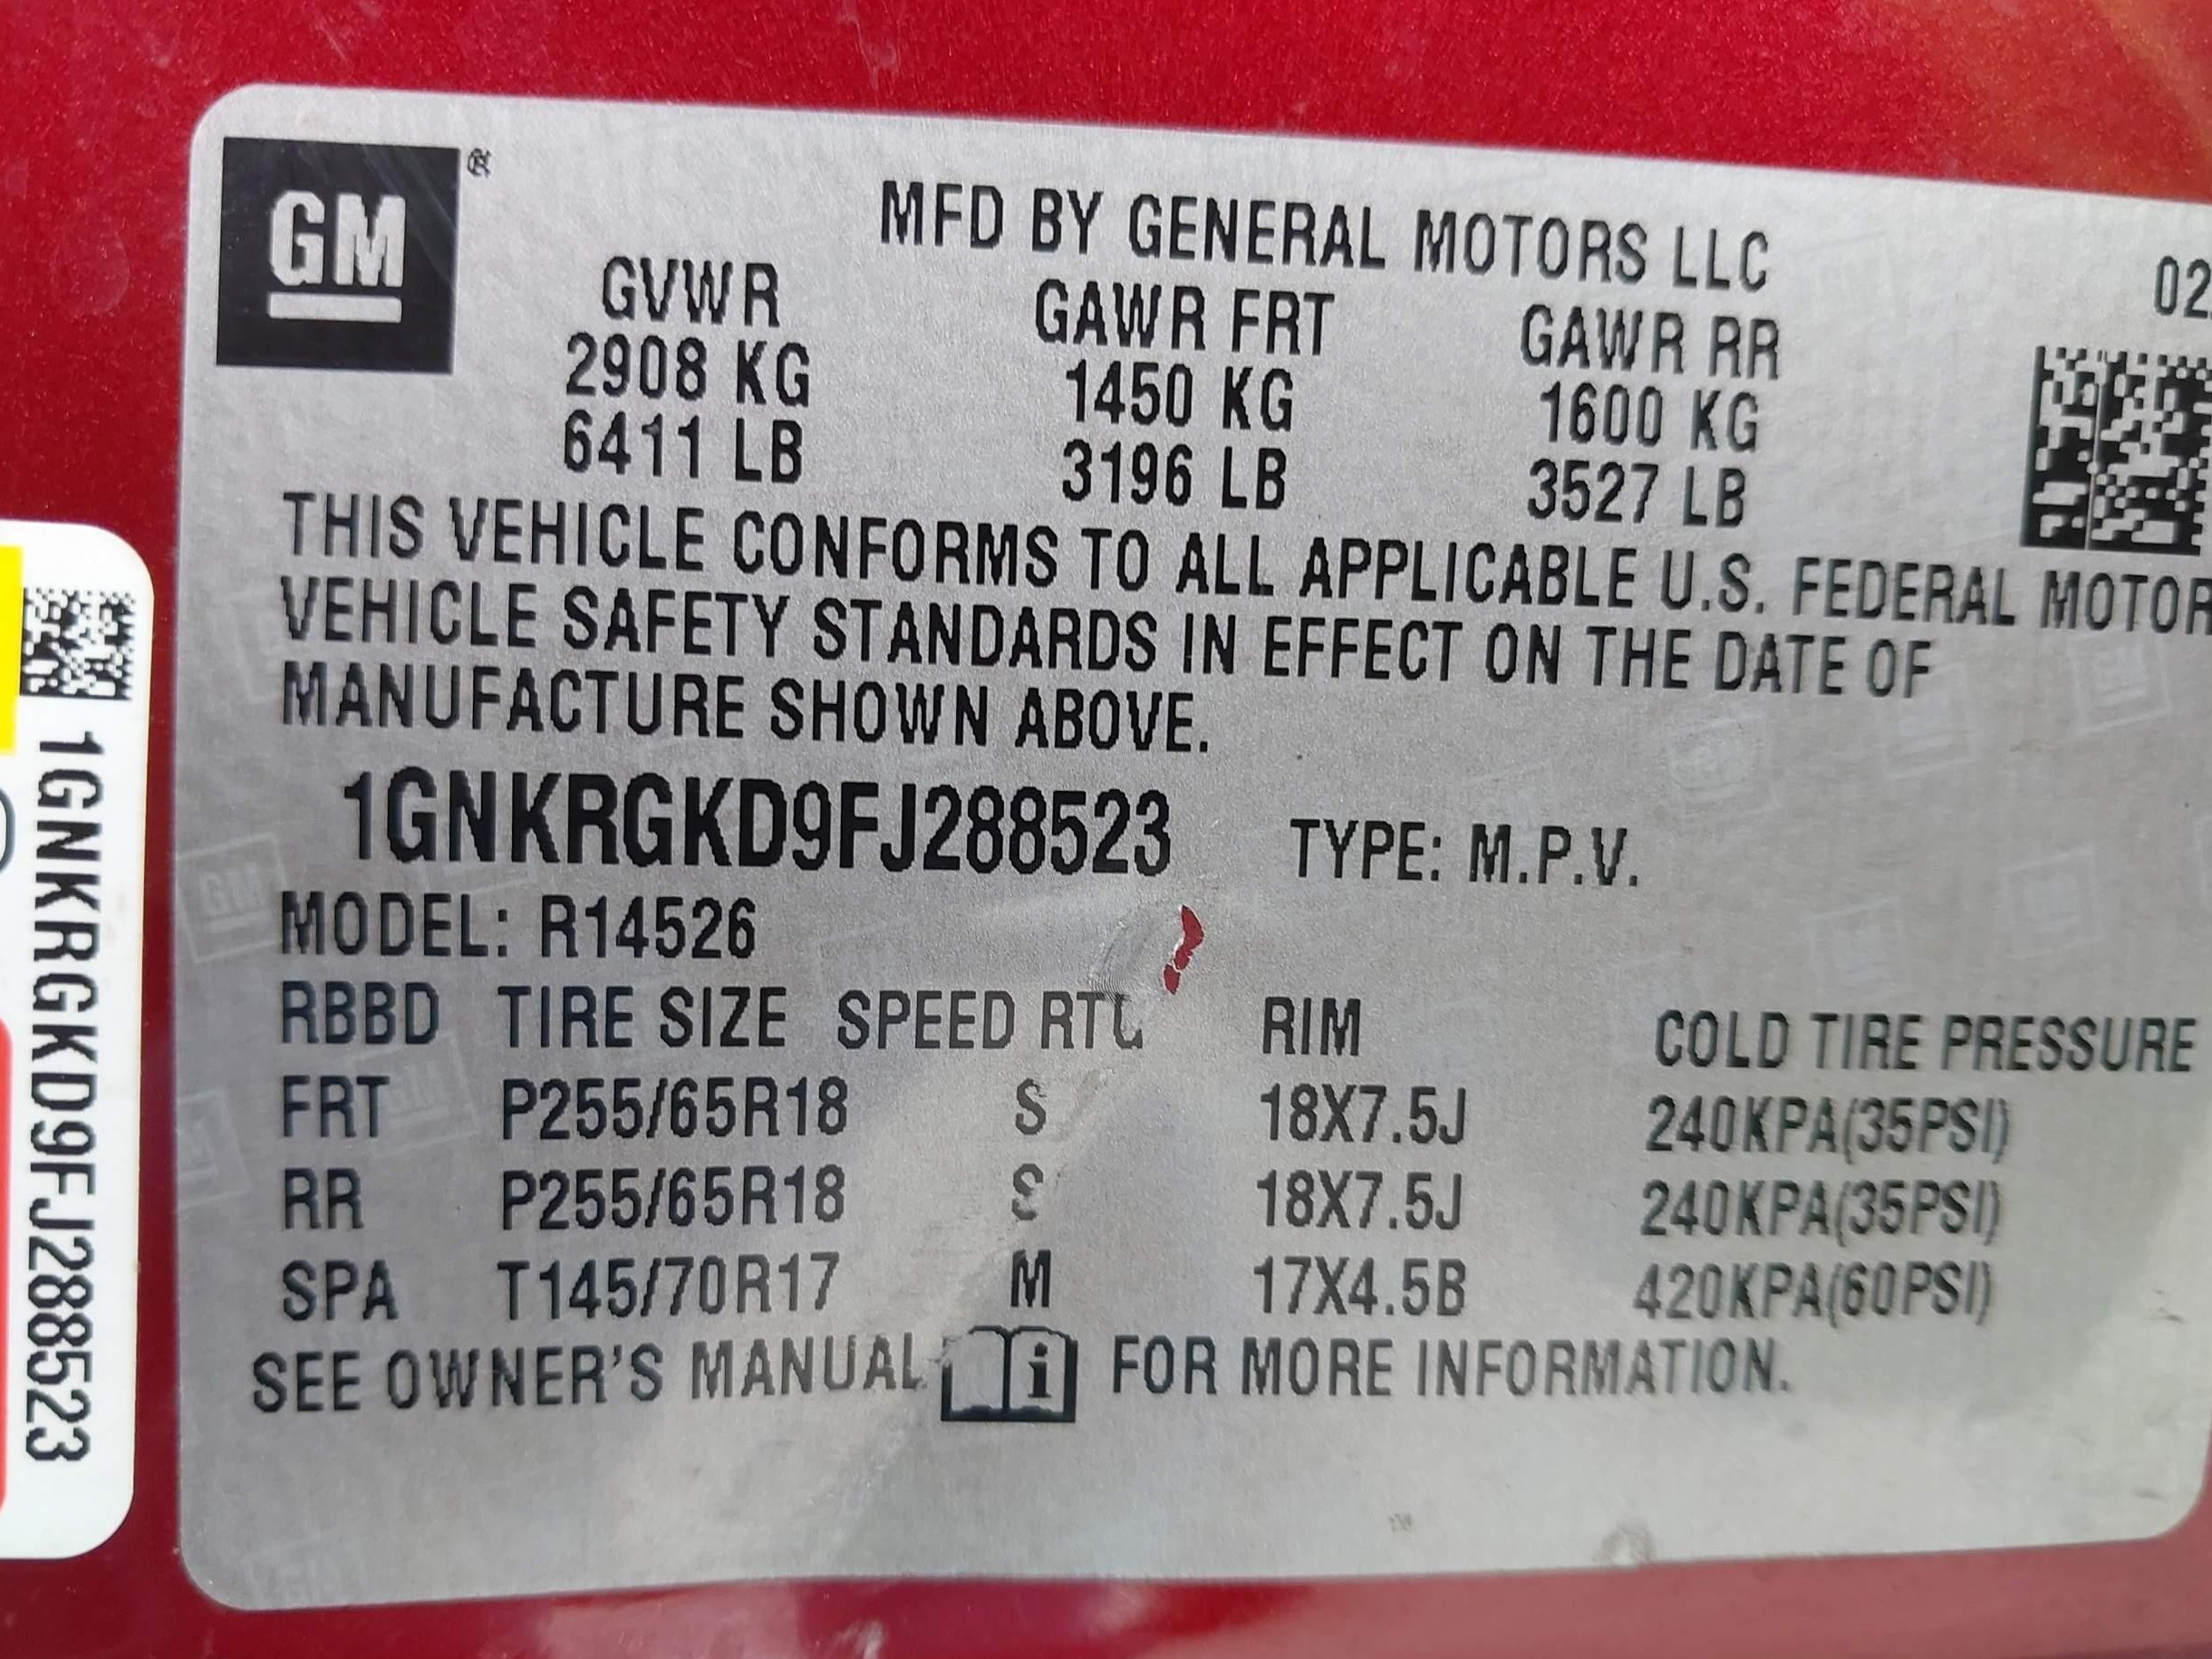 GM ®
MFD BY GENERAL MOTORS LLC
02
GVWR GAWR FRT GAWR RR
2908 KG 1450 KG 1600 KG
6411 LB 3196 LB 3527 LB
THIS VEHICLE CONFORMS TO ALL APPLICABLE U.S. FEDERAL MOTOR
VEHICLE SAFETY STANDARDS IN EFFECT ON THE DATE OF
MANUFACTURE SHOWN ABOVE.
1GNKRGKD9FJ288523 TYPE: M.P.V.
MODEL: R14526
RBBD TIRE SIZE SPEED RTG RIM COLD TIRE PRESSURE
FRT P255/65R18 S 18X7.5J 240KPA(35PSI)
RR P255/65R18 S 18X7.5J 240KPA(35PSI)
SPA T145/70R17 M 17X4.5B 420KPA(60PSI)
SEE OWNER'S MANUAL i FOR MORE INFORMATION.
1GNKRGKD9FJ288523